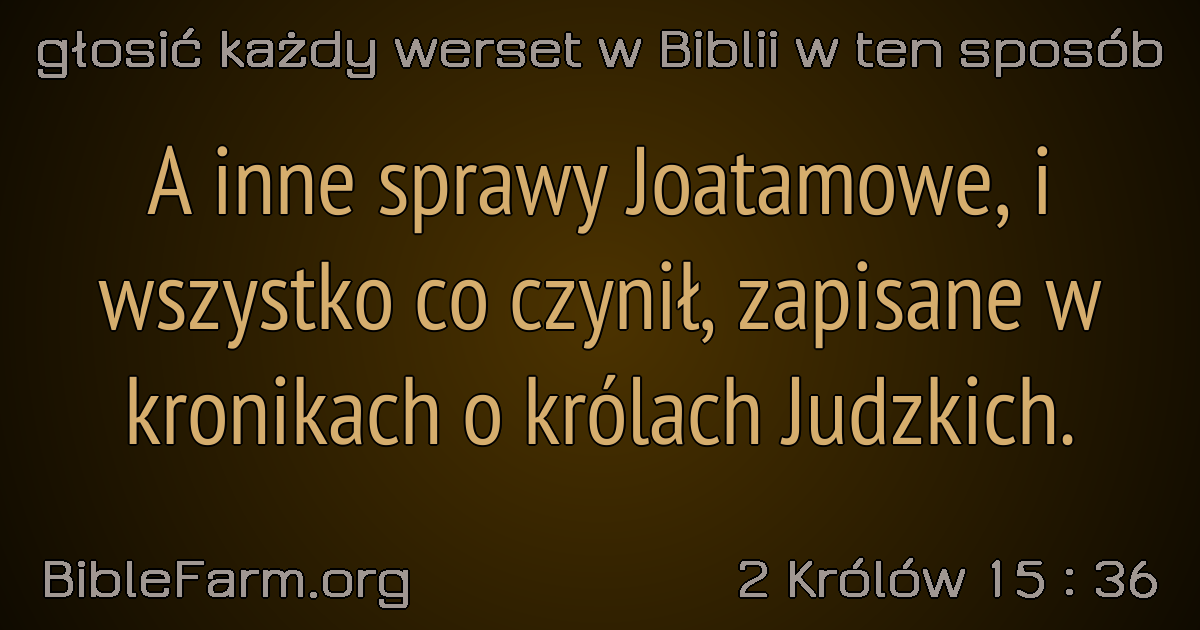 głosić każdy werset w Biblii w ten sposób
A inne sprawy Joatamowe, i
wszystko co czynił, zapisane w
kronikach o królach Judzkich.
BibleFarm.org
2 Królów 15 : 36